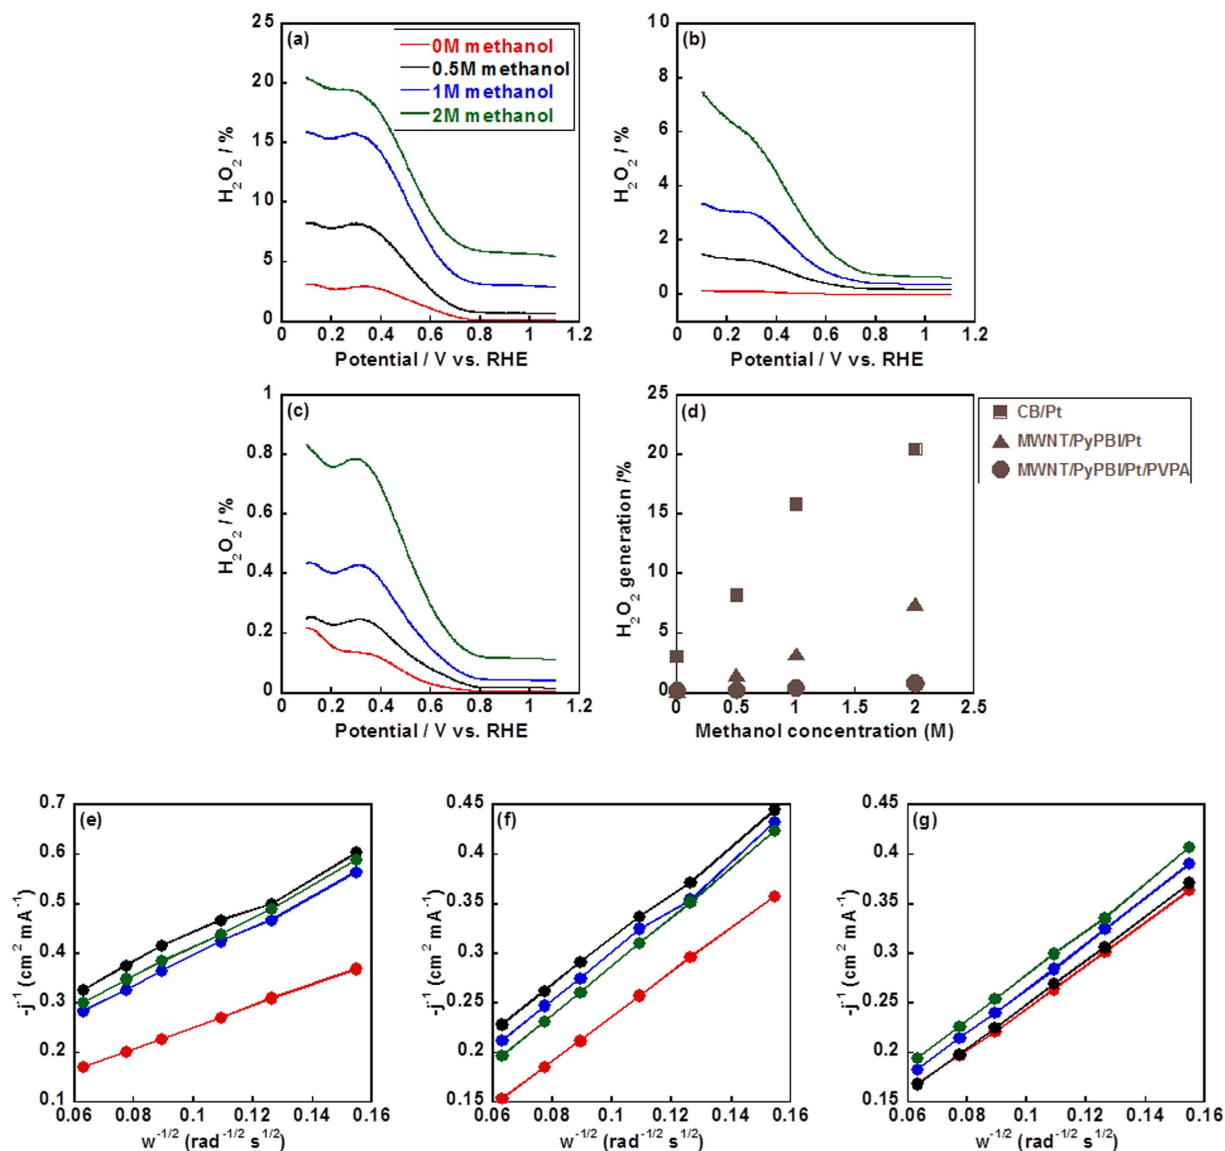 (a)
0M methanol
0.5M methanol
1M methanol
2M methanol
25
20
15
10
5
0
H₂O₂ / %
0 0.2 0.4 0.6 0.8 1 1.2
Potential / V vs. RHE
(b)
10
8
6
4
2
0
H₂O₂ / %
0 0.2 0.4 0.6 0.8 1 1.2
Potential / V vs. RHE
(c)
1
0.8
0.6
0.4
0.2
0
H₂O₂ / %
0 0.2 0.4 0.6 0.8 1 1.2
Potential / V vs. RHE
(d)
25
20
15
10
5
0
H₂O₂ generation /%
0 0.5 1 1.5 2 2.5
Methanol concentration (M)
CB/Pt
MWNT/PyPBI/Pt
MWNT/PyPBI/Pt/PVPA
(e)
0.7
0.6
0.5
0.4
0.3
0.2
0.1
-j⁻¹ (cm² mA⁻¹)
0.06 0.08 0.1 0.12 0.14 0.16
w⁻¹/² (rad⁻¹/² s¹/²)
(f)
0.45
0.4
0.35
0.3
0.25
0.2
0.15
-j⁻¹ (cm² mA⁻¹)
0.06 0.08 0.1 0.12 0.14 0.16
w⁻¹/² (rad⁻¹/² s¹/²)
(g)
0.45
0.4
0.35
0.3
0.25
0.2
0.15
-j⁻¹ (cm² mA⁻¹)
0.06 0.08 0.1 0.12 0.14 0.16
w⁻¹/² (rad⁻¹/² s¹/²)